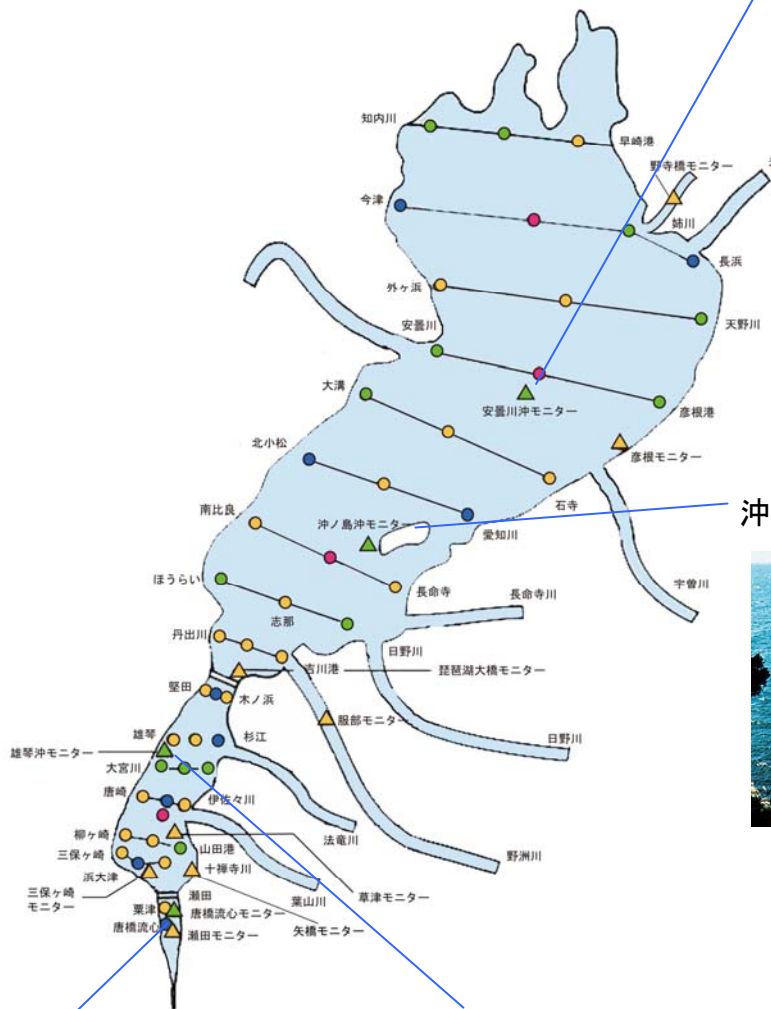 知内川
早崎港
野寺橋モニター
今津
姉川
長浜
外ヶ浜
安曇川
天野川
大溝
安曇川沖モニター
彦根港
北小松
彦根モニター
石寺
南比良
沖ノ島沖モニター
沖
愛知川
ほうらい
長命寺
長命寺川
宇曽川
志那
丹出川
日野川
吉川港
琵琶湖大橋モニター
堅田
木ノ浜
服部モニター
雄琴
杉江
雄琴沖モニター
日野川
大宮川
唐崎
伊佐々川
法竜川
柳ヶ崎
山田港
野洲川
三保ヶ崎
十禅寺川
浜大津
草津モニター
三保ヶ崎
モニター
瀬田
葉山川
粟津
唐橋流心モニター
矢橋モニター
唐橋流心
瀬田モニター